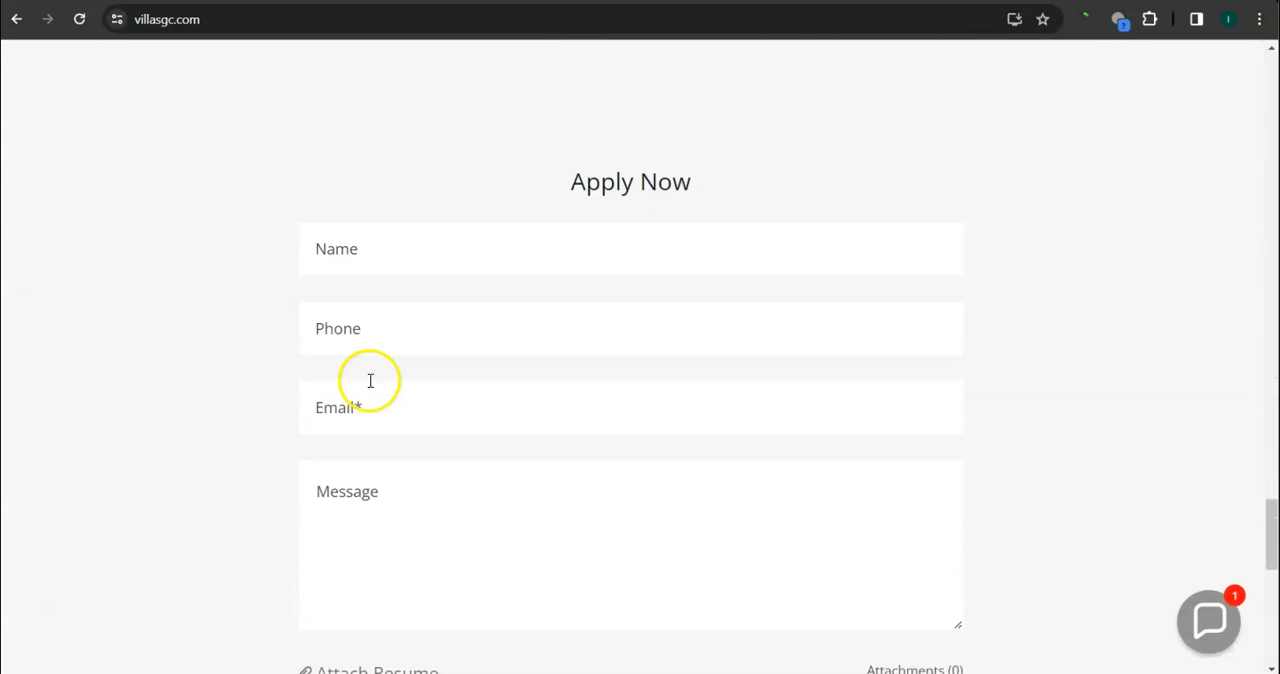 villasgc.com
Apply Now
Name
Phone
Email*
Message
1
Attach Resume
Attachments (0)